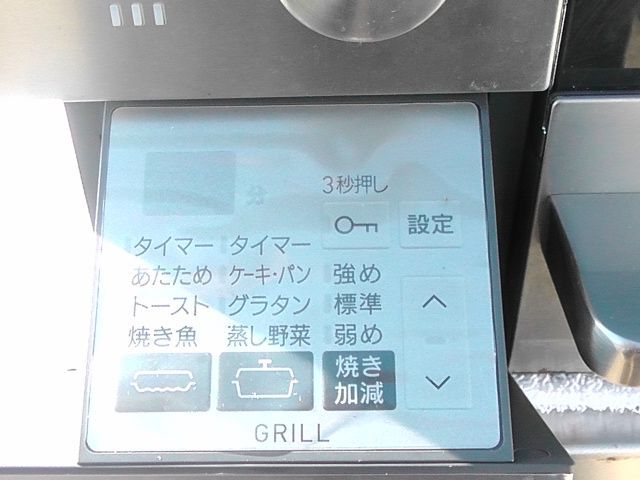 分
3秒押し
設定
タイマー タイマー
あたため ケーキ・パン 強め
トースト グラタン 標準
焼き魚 蒸し野菜 弱め
焼き
加減
GRILL